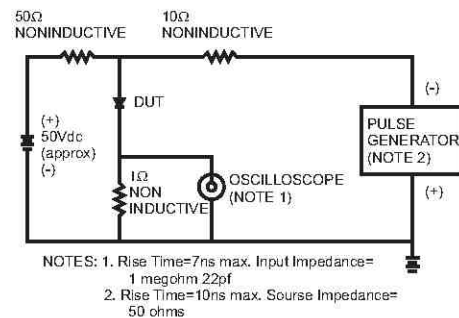 50Ω
NONINDUCTIVE
10Ω
NONINDUCTIVE
(+)
50Vdc
(approx)
(-)
DUT
1Ω
NON
INDUCTIVE
OSCILLOSCOPE
(NOTE 1)
(-)
PULSE
GENERATOR
(NOTE 2)
(+)
NOTES: 1. Rise Time=7ns max. Input Impedance=
1 megohm 22pf
2. Rise Time=10ns max. Sourse Impedance=
50 ohms